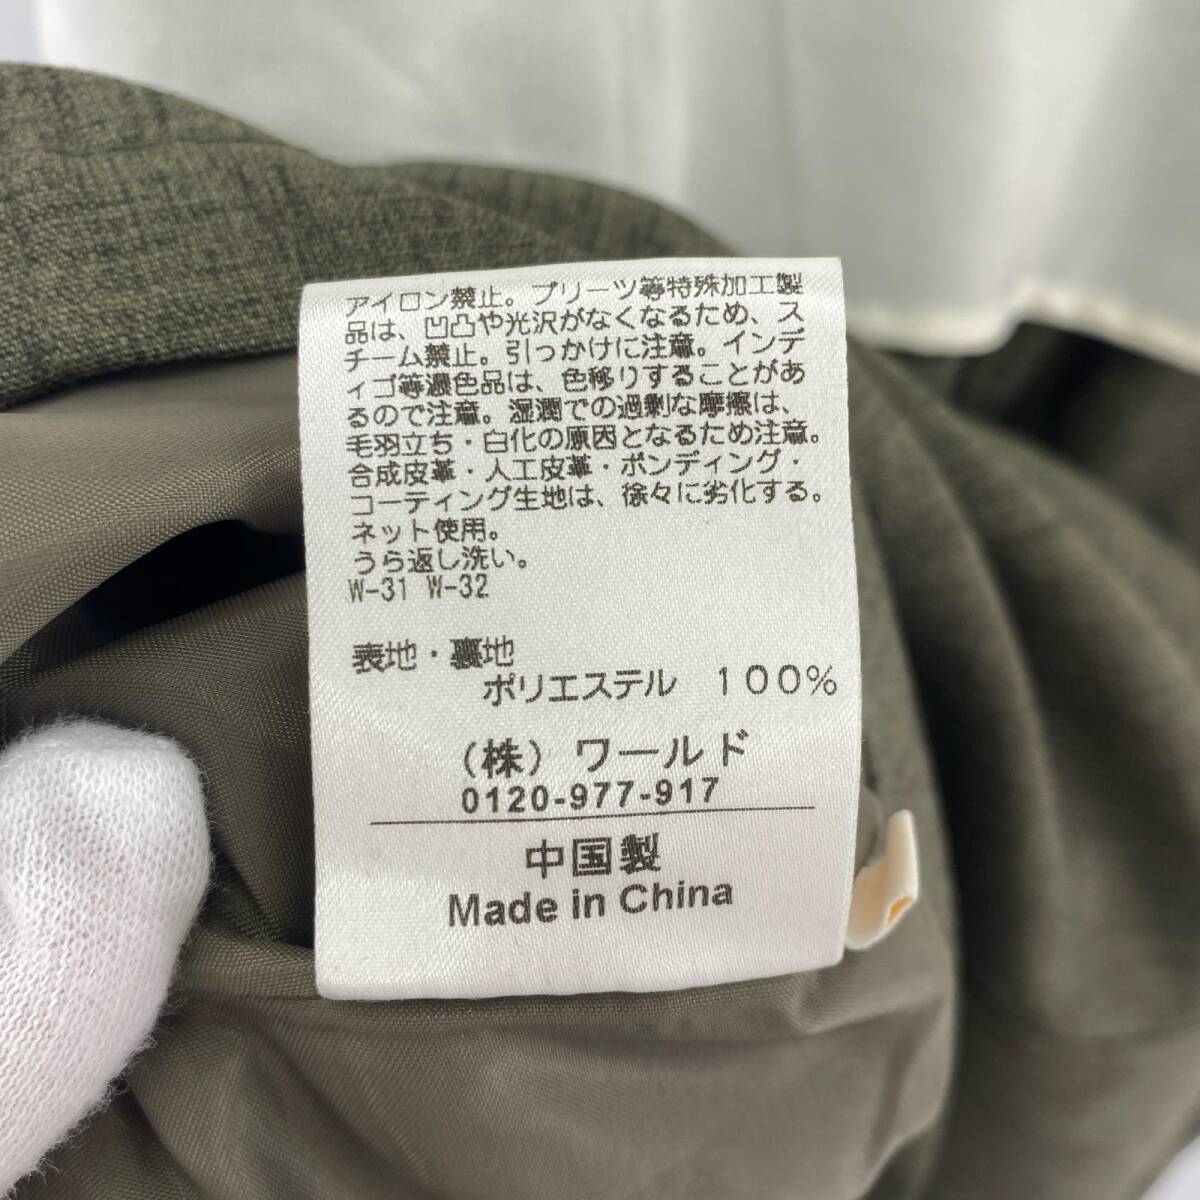 アイロン禁止。プリーツ等特殊加工製
品は、凹凸や光沢がなくなるため、ス
チーム禁止。引っかけに注意。インデ
ィゴ等濃色品は、色移りすることがあ
るので注意。湿潤での過剰な摩擦は、
毛羽立ち・白化の原因となるため注意。
合成皮革・人工皮革・ボンディング・
コーティング生地は、徐々に劣化する。
ネット使用。
うら返し洗い。
W-31 W-32
表地・裏地
ポリエステル １００％
（株）ワールド
0120-977-917
中国製
Made in China